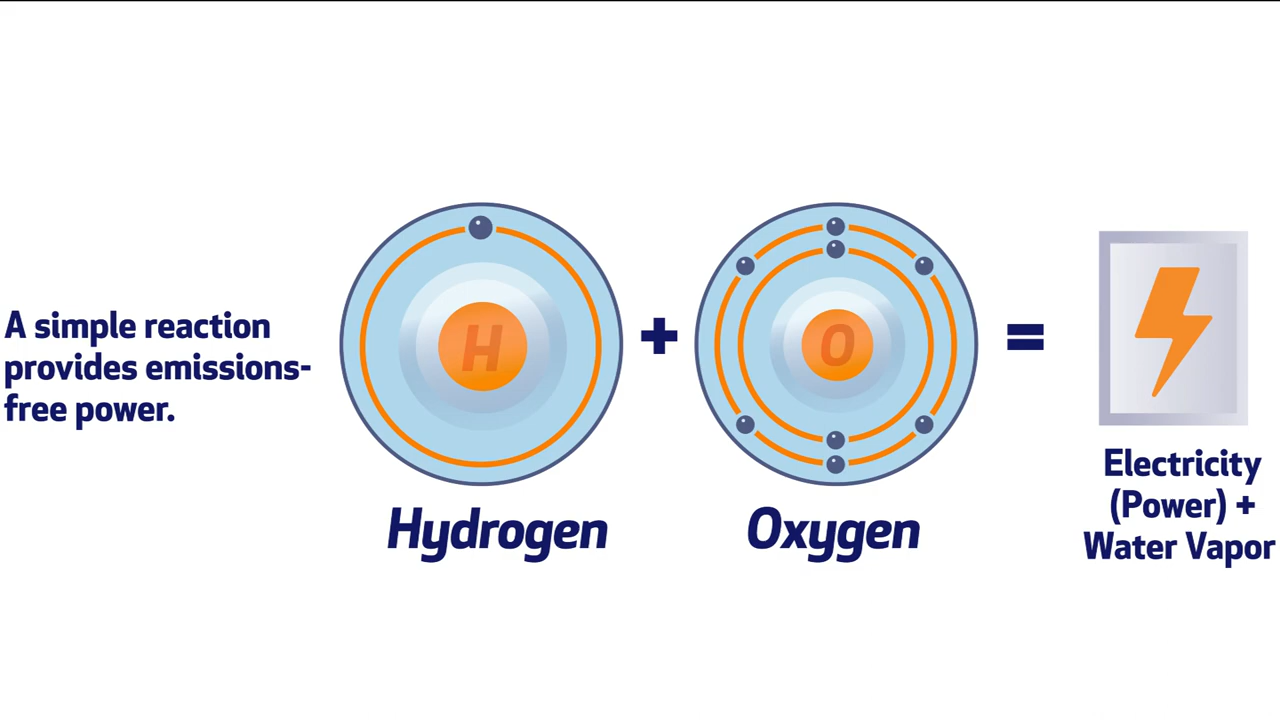 A simple reaction
provides emissions-
free power.
H
+
O
=
Hydrogen
Oxygen
Electricity
(Power) +
Water Vapor